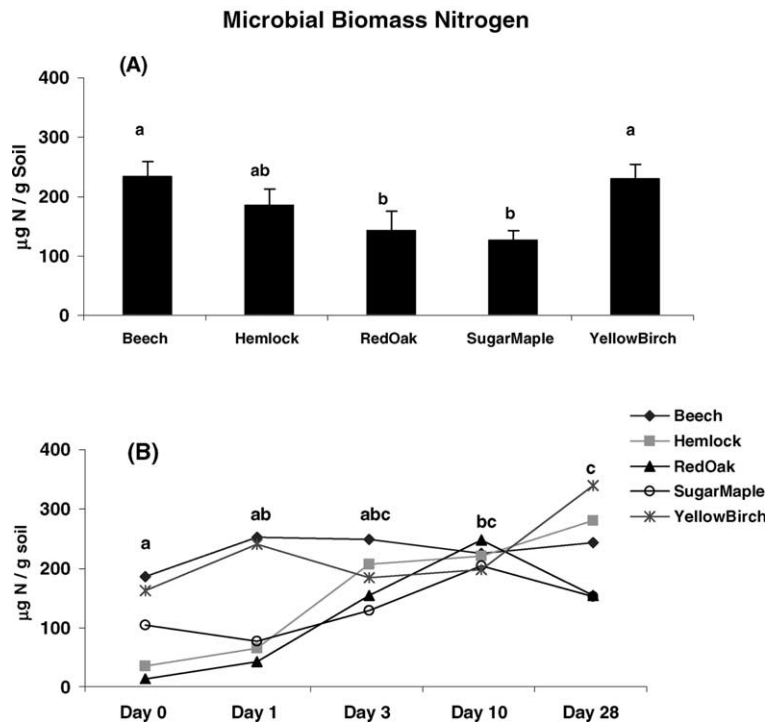 Microbial Biomass Nitrogen
(A)
µg N / g Soil
400
300
200
100
0
a
ab
b
b
a
Beech
Hemlock
RedOak
SugarMaple
YellowBirch
(B)
µg N / g soil
400
300
200
100
0
a
ab
abc
bc
c
Day 0
Day 1
Day 3
Day 10
Day 28
Beech
Hemlock
RedOak
SugarMaple
YellowBirch